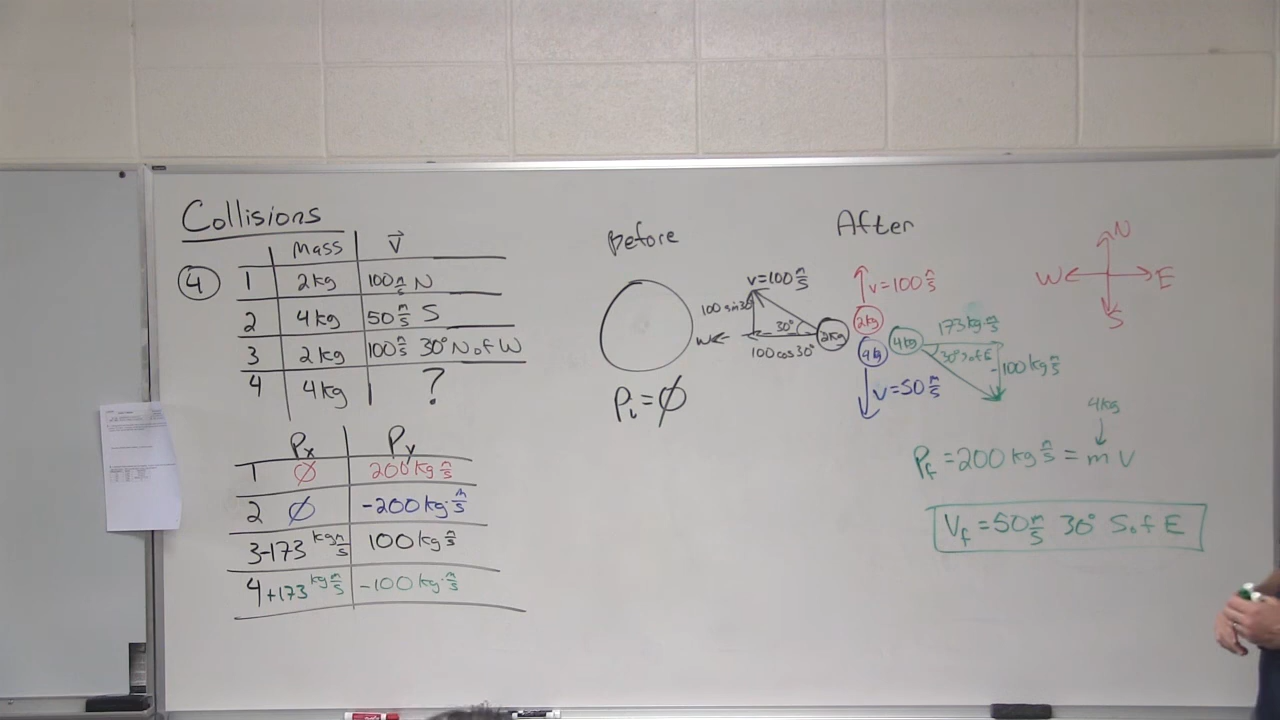 Collisions
Mass V
4
1 2kg 100 m/s N
2 4kg 50 m/s S
3 2kg 100 m/s 30° N of W
4 4kg ?
Px Py
1 ∅ 200 kg m/s
2 ∅ -200 kg·m/s
3 -173 kg m/s 100 kg m/s
4 +173 kg m/s -100 kg·m/s
Before
Pi = ∅
After
v=100 m/s
100 sin 30°
30°
W
100 cos 30°
2kg
v=100 m/s
2kg
4kg
v=50 m/s
4kg
173 kg·m/s
30° S of E
-100 kg m/s
N
W E
S
4kg
Pf = 200 kg m/s = m v
Vf = 50 m/s 30° S of E